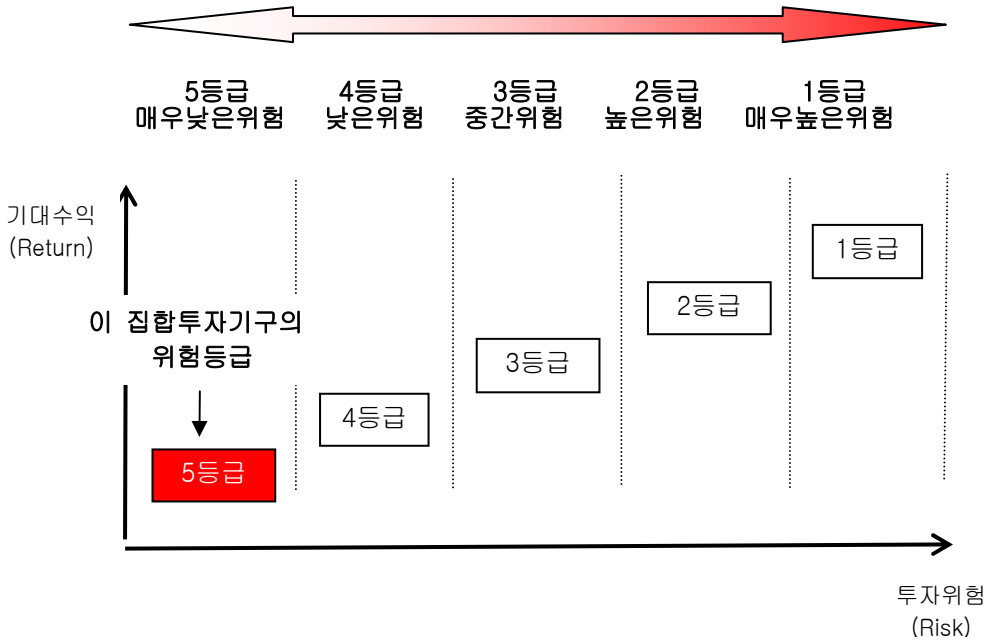 5등급 4등급 3등급 2등급 1등급
매우낮은위험 낮은위험 중간위험 높은위험 매우높은위험
기대수익
(Return)
1등급
2등급
이 집합투자기구의
위험등급
3등급
4등급
5등급
투자위험
(Risk)